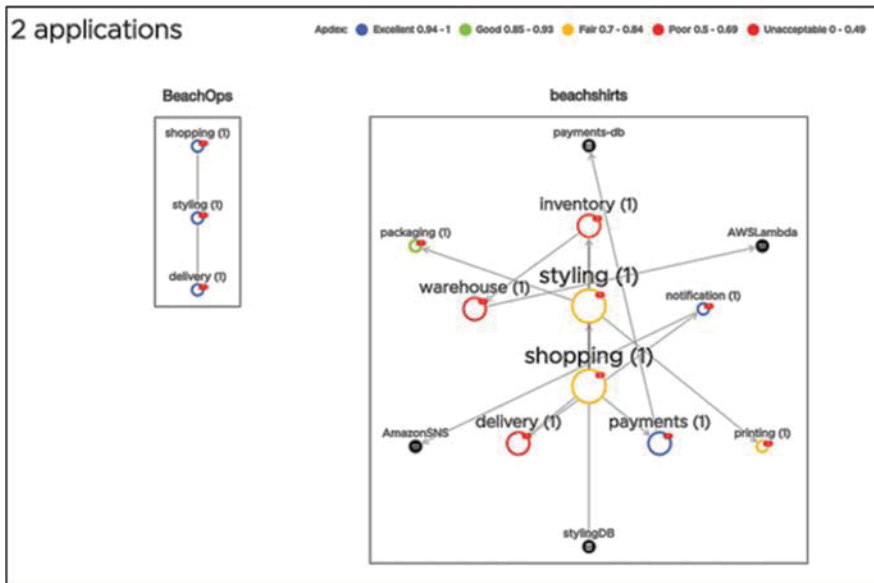 2 applications
Apdex: Excellent 0.94 - 1 Good 0.85 - 0.93 Fair 0.7 - 0.84 Poor 0.5 - 0.69 Unacceptable 0 - 0.49
BeachOps
beachshirts
shopping (1)
payments-db
styling (1)
inventory (1)
packaging (1)
AWSLambda
delivery (1)
styling (1)
warehouse (1)
notification (1)
shopping (1)
delivery (1)
payments (1)
AmazonSNS
printing (1)
stylingDB